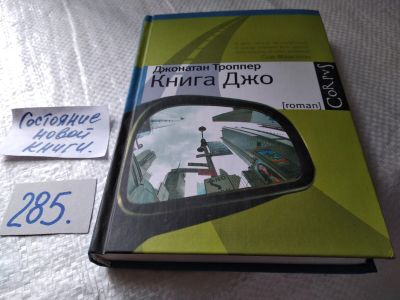 Джонатан Троппер
Книга Джо
[roman]
CORPUS
Состояние
новой
книги.
285.